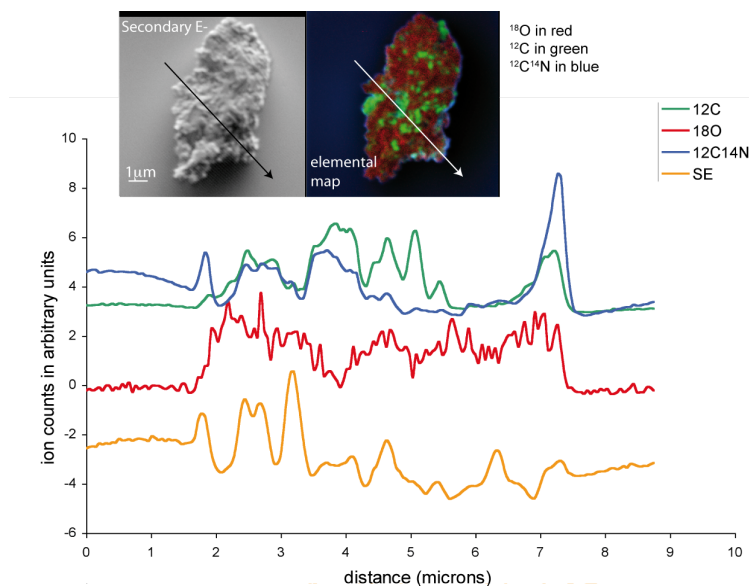 Secondary E-
1µm
elemental
map
¹⁸O in red
¹²C in green
¹²C¹⁴N in blue
12C
18O
12C14N
SE
ion counts in arbitrary units
10
8
6
4
2
0
-2
-4
-6
0 1 2 3 4 5 6 7 8 9 10
distance (microns)